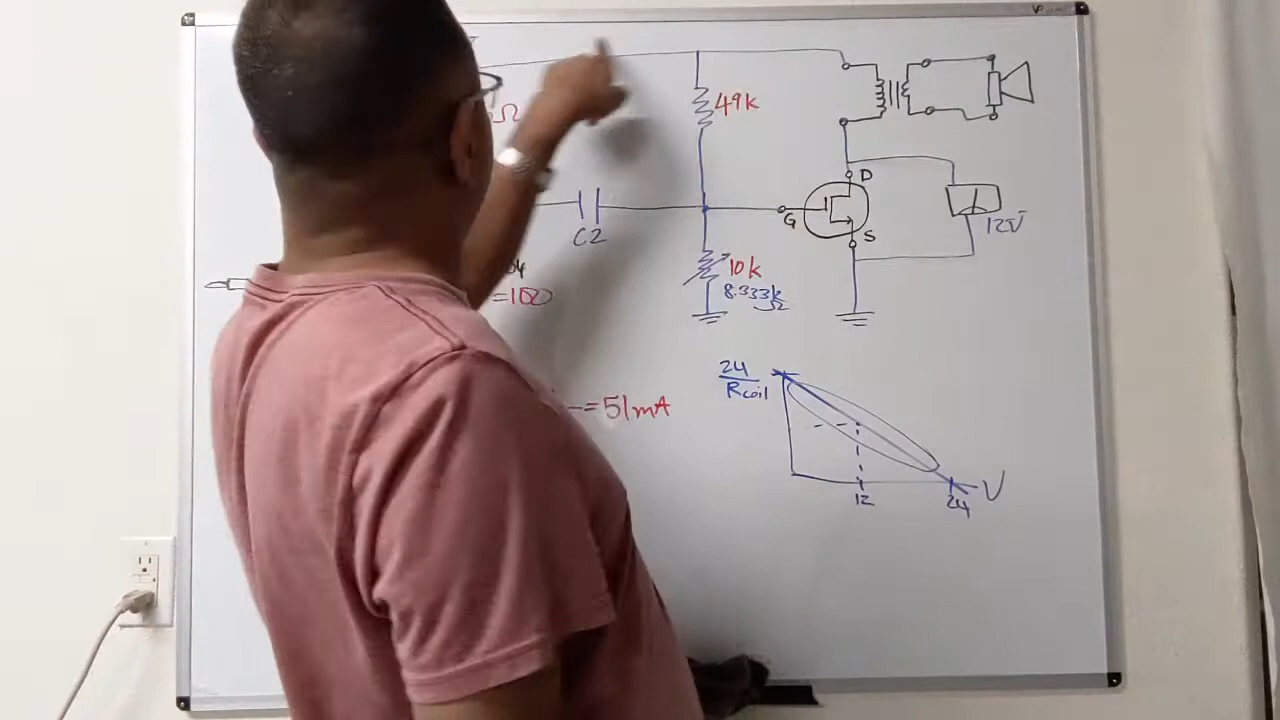 Ω
49k
D
G
S
12V
C2
10k
8.333k
Ω
=100
=51mA
24
Rcoil
12
24
V